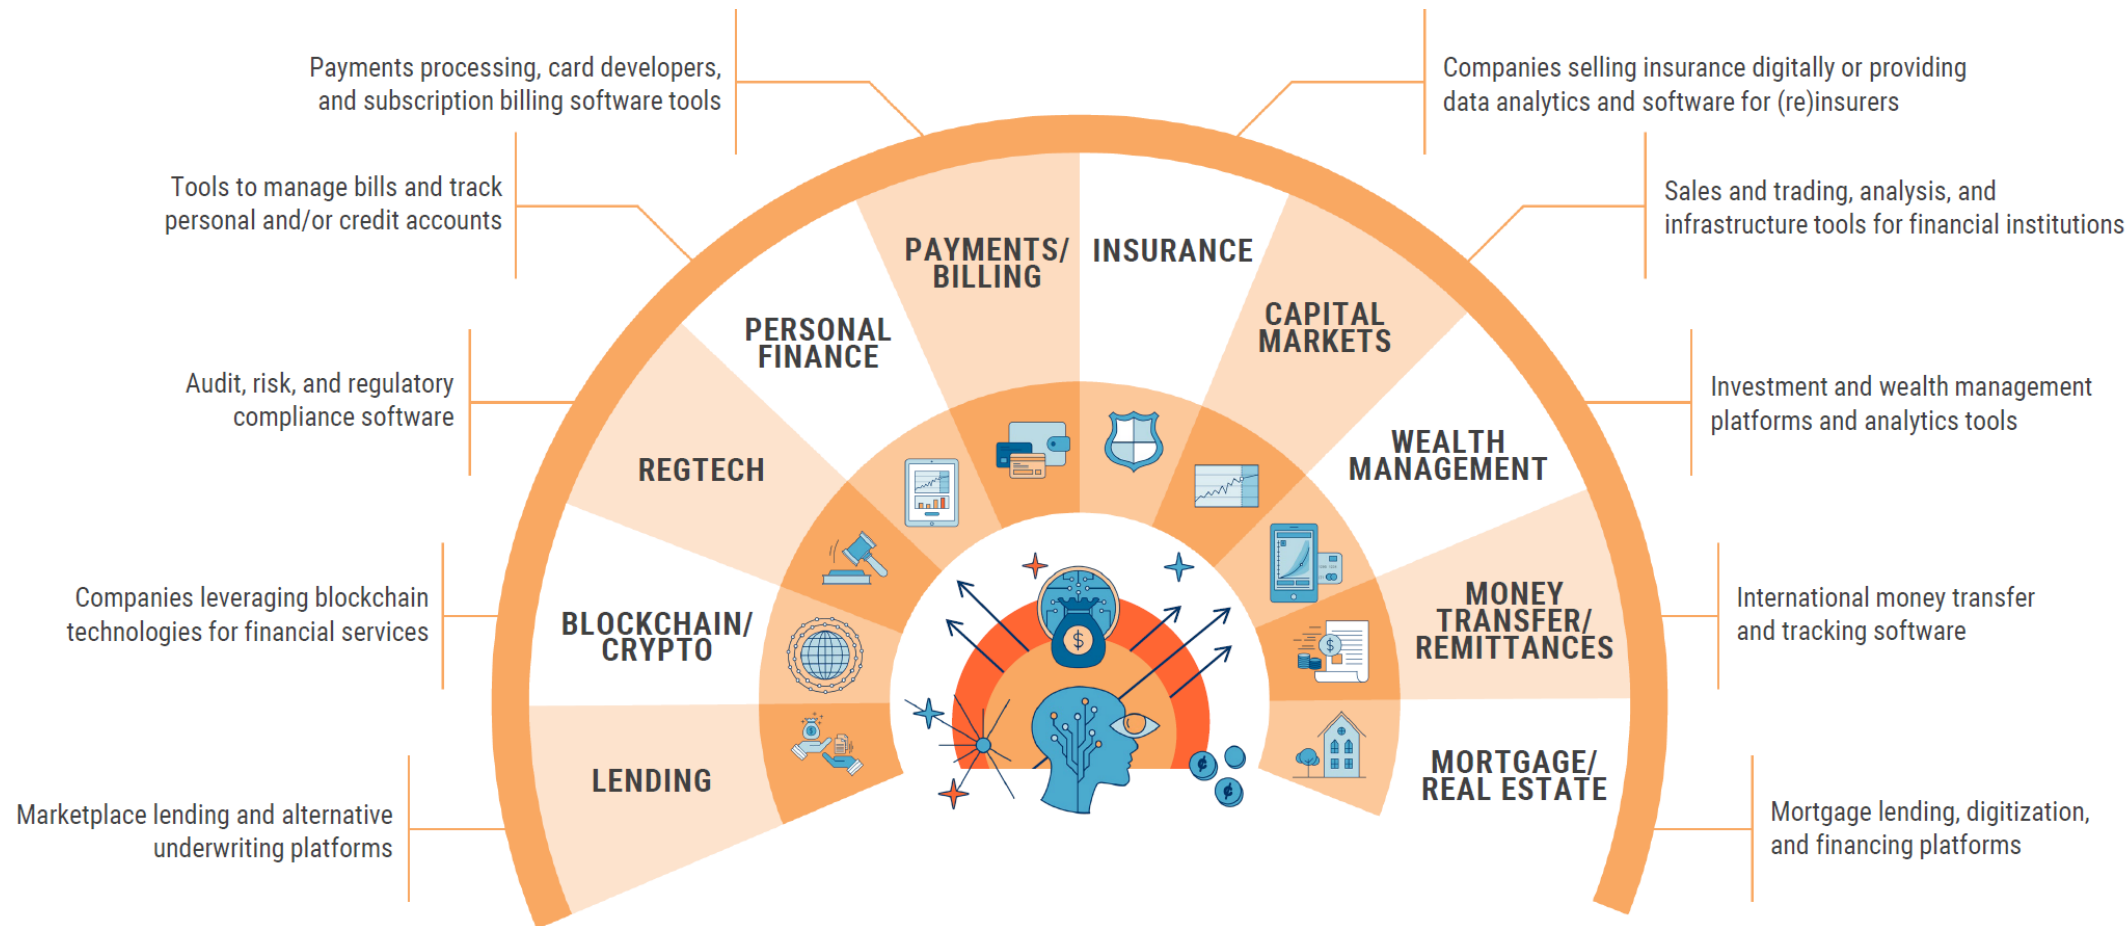 Payments processing, card developers,
and subscription billing software tools
Companies selling insurance digitally or providing
data analytics and software for (re)insurers
Tools to manage bills and track
personal and/or credit accounts
Sales and trading, analysis, and
infrastructure tools for financial institutions
Audit, risk, and regulatory
compliance software
Investment and wealth management
platforms and analytics tools
Companies leveraging blockchain
technologies for financial services
International money transfer
and tracking software
Marketplace lending and alternative
underwriting platforms
Mortgage lending, digitization,
and financing platforms
LENDING
BLOCKCHAIN/
CRYPTO
REGTECH
PERSONAL
FINANCE
PAYMENTS/
BILLING
INSURANCE
CAPITAL
MARKETS
WEALTH
MANAGEMENT
MONEY
TRANSFER/
REMITTANCES
MORTGAGE/
REAL ESTATE
$
$
$
¢
¢